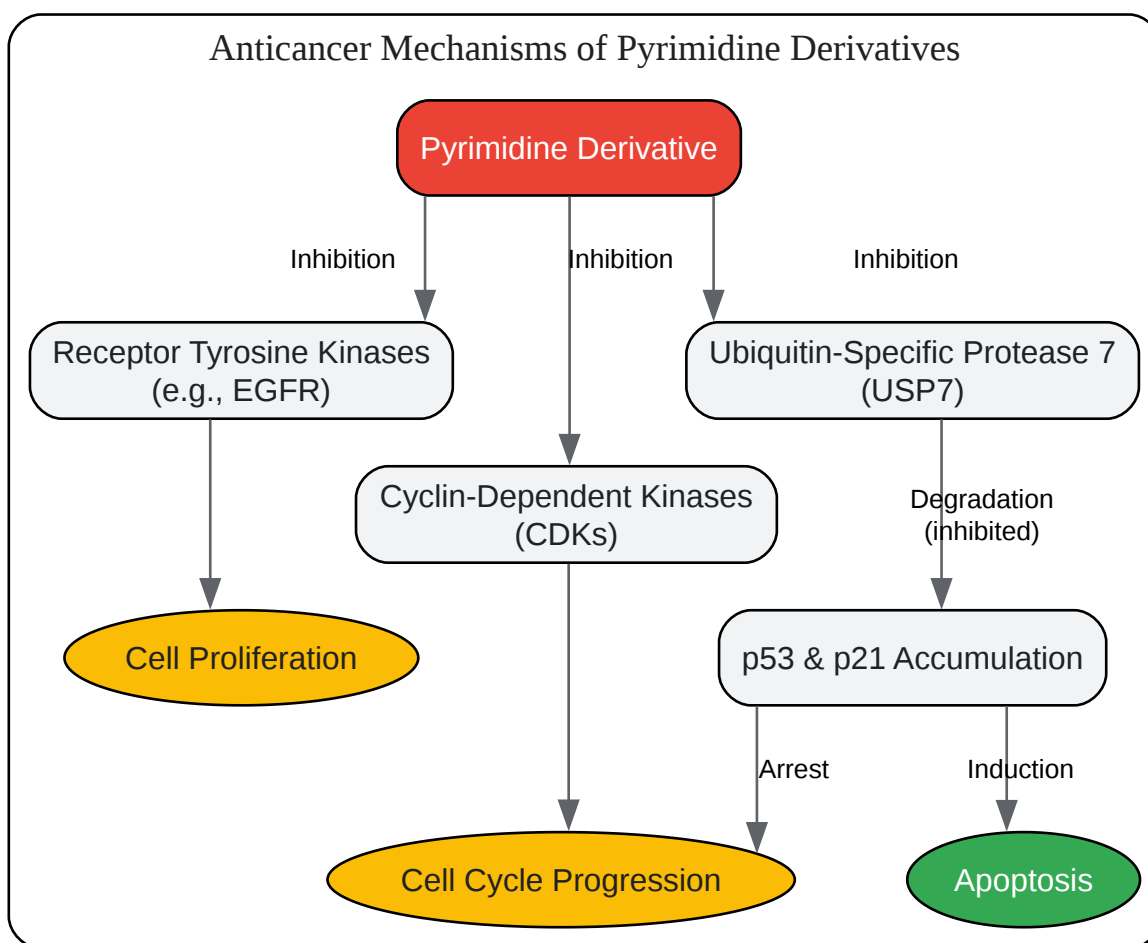 Anticancer Mechanisms of Pyrimidine Derivatives
Pyrimidine Derivative
Inhibition
Inhibition
Inhibition
Receptor Tyrosine Kinases
(e.g., EGFR)
Ubiquitin-Specific Protease 7
(USP7)
Cyclin-Dependent Kinases
(CDKs)
Degradation
(inhibited)
Cell Proliferation
p53 & p21 Accumulation
Arrest
Induction
Cell Cycle Progression
Apoptosis